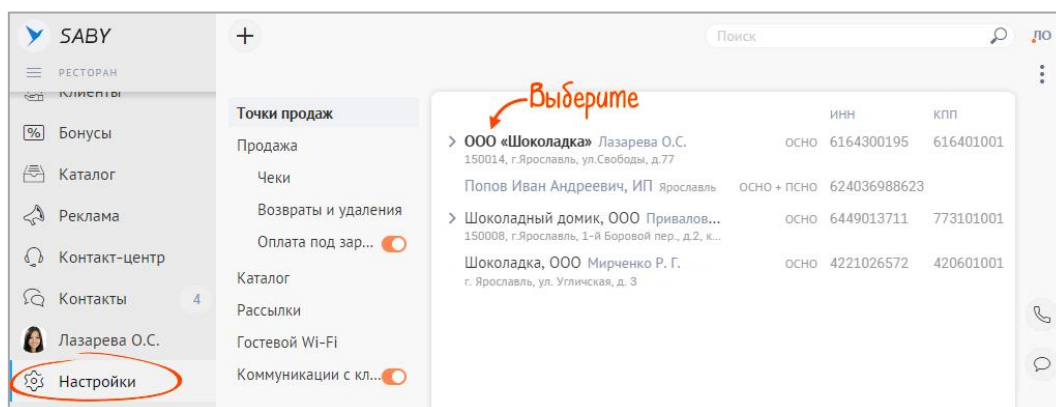 SABY
+
Поиск
ЛО
РЕСТОРАН
Клиенты
Бонусы
Каталог
Реклама
Контакт-центр
Контакты 4
Лазарева О.С.
Настройки
Точки продаж
Продажа
Чеки
Возвраты и удаления
Оплата под зар...
Каталог
Рассылки
Гостевой Wi-Fi
Коммуникации с кл...
Выберите
ИНН КПП
ООО «Шоколадка» Лазарева О.С. ОСНО 6164300195 616401001
150014, г.Ярославль, ул.Свободы, д.77
Попов Иван Андреевич, ИП Ярославль ОСНО + ПСНО 624036988623
Шоколадный домик, ООО Привалов... ОСНО 6449013711 773101001
150008, г.Ярославль, 1-й Боровой пер., д.2, к...
Шоколадка, ООО Мирченко Р. Г. ОСНО 4221026572 420601001
г. Ярославль, ул. Угличская, д. 3